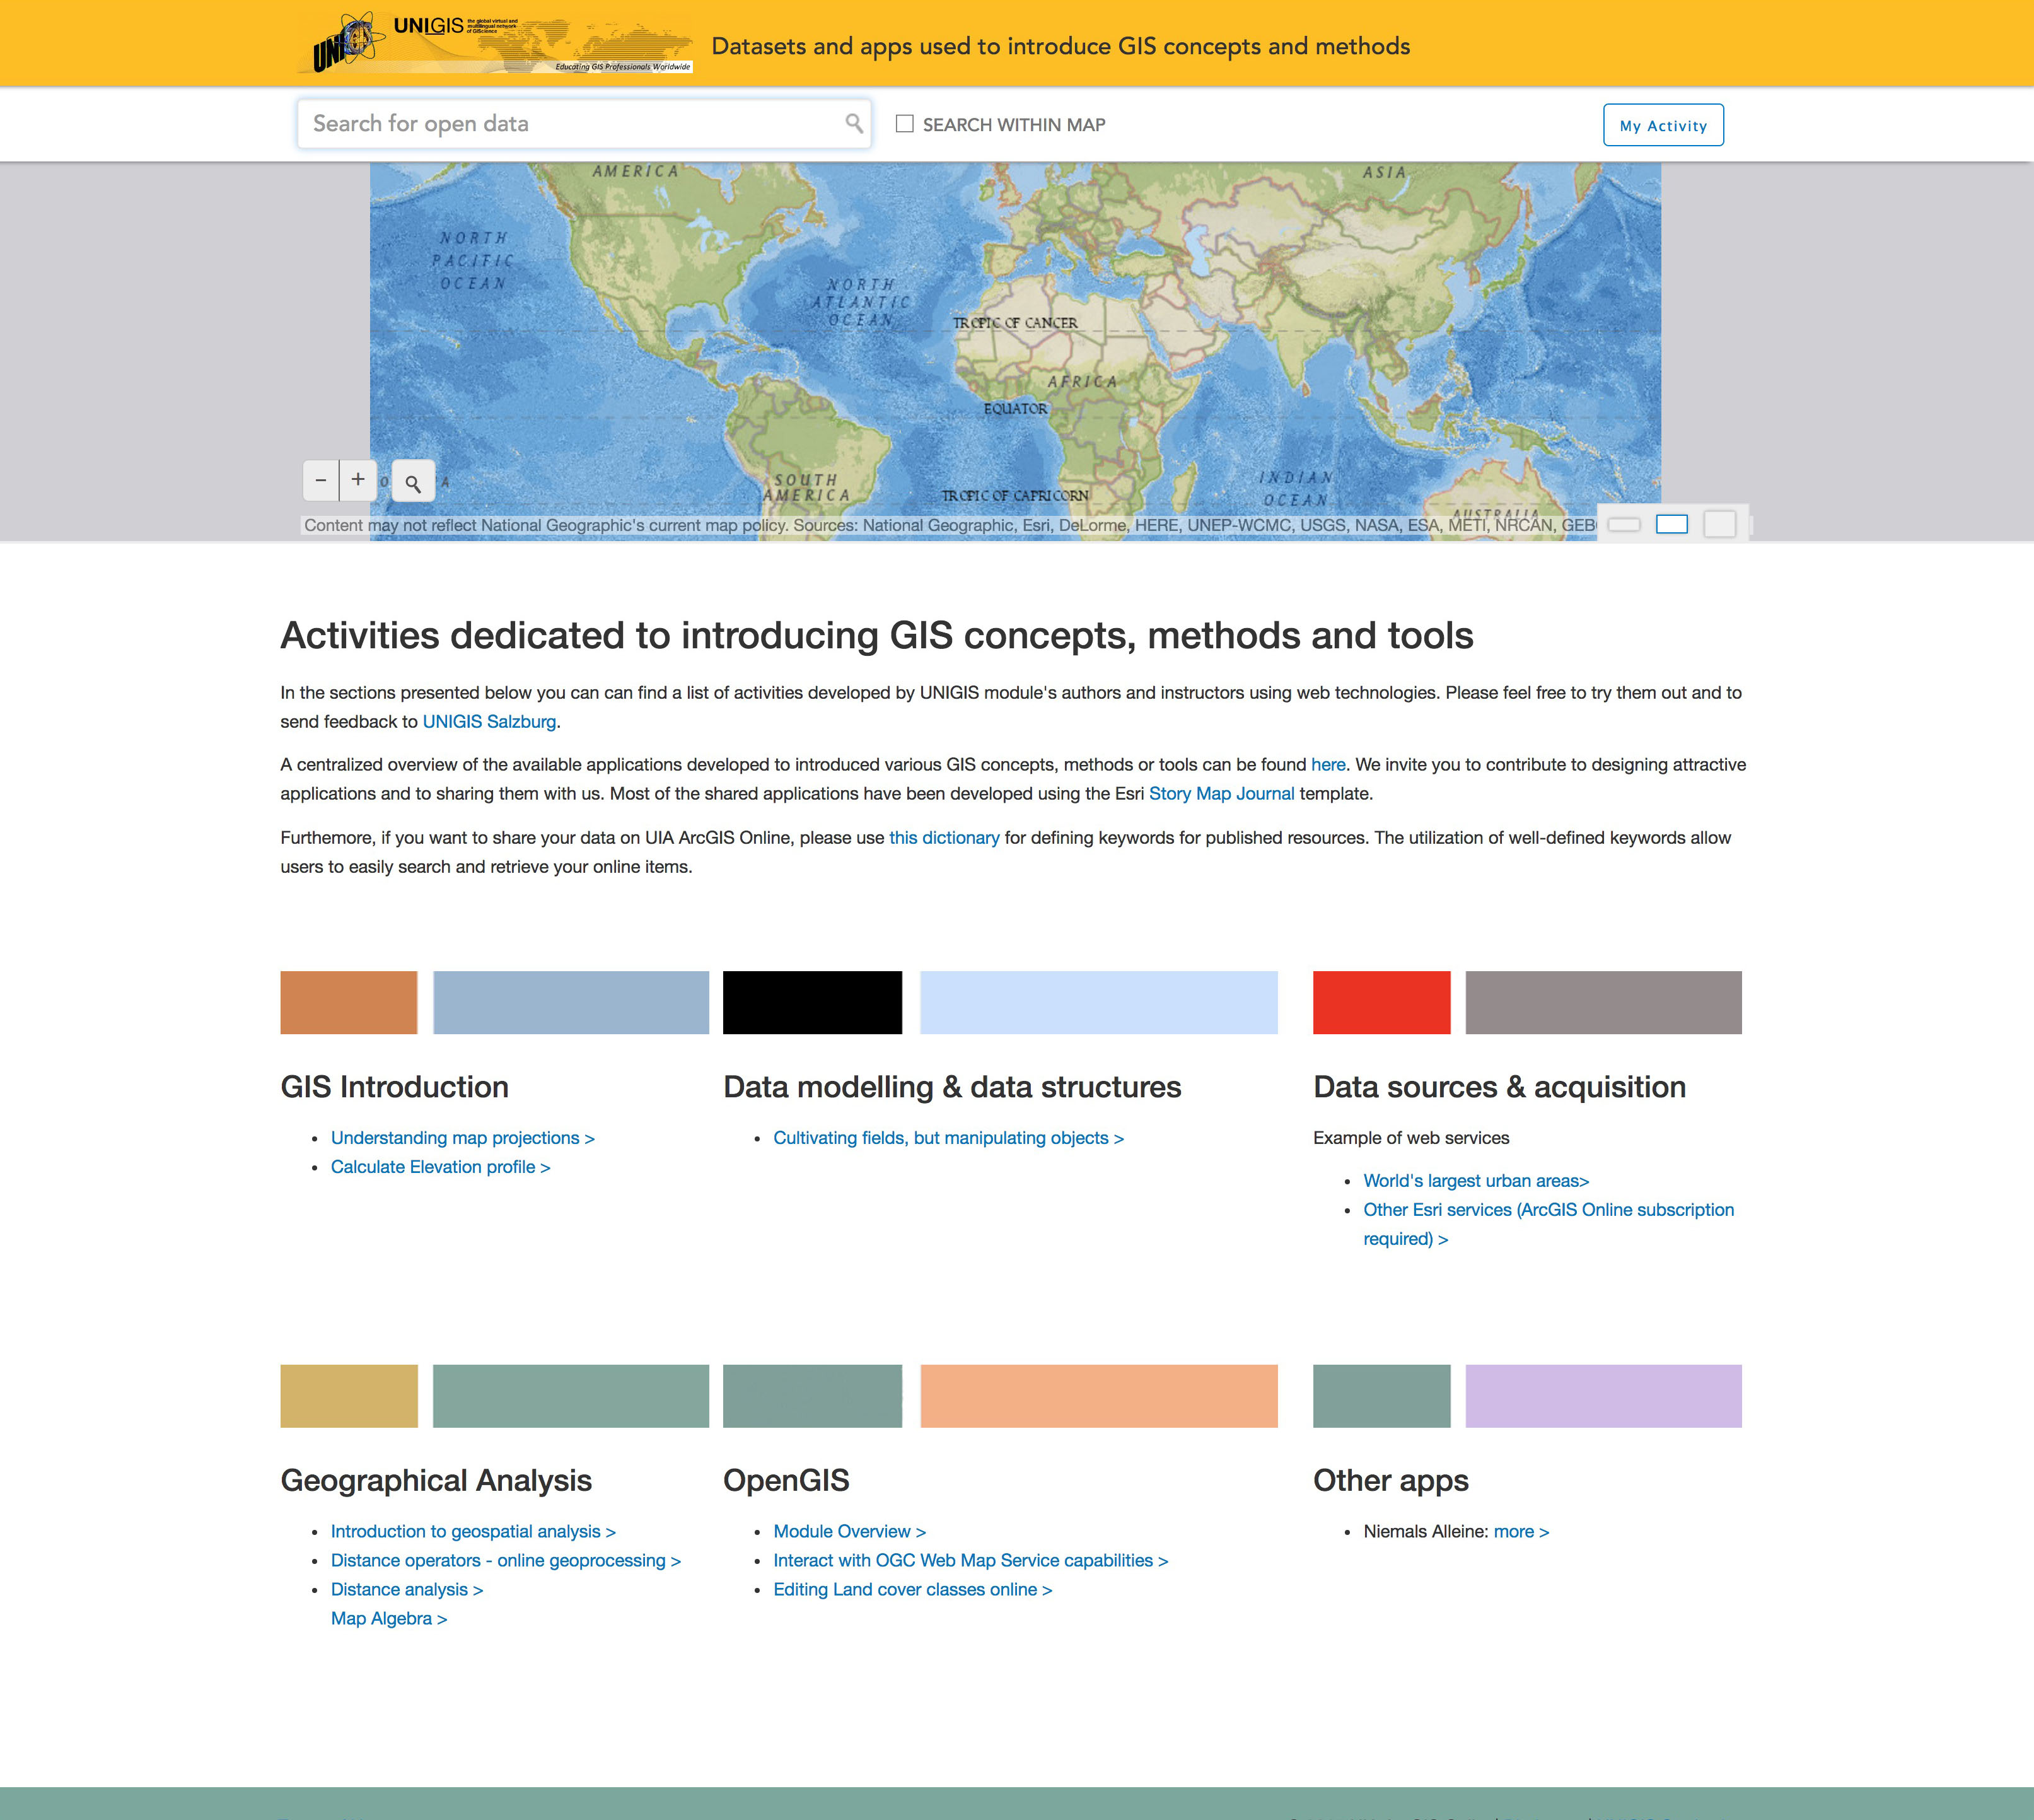 UNIGIS the global virtual and
multilingual network
of GIScience
UNIGIS
Educating GIS Professionals Worldwide
Datasets and apps used to introduce GIS concepts and methods
Search for open data
SEARCH WITHIN MAP
My Activity
AMERICA
ASIA
NORTH
PACIFIC
OCEAN
NORTH
ATLANTIC
OCEAN
TROPIC OF CANCER
AFRICA
EQUATOR
SOUTH
AMERICA
TROPIC OF CAPRICORN
INDIAN
OCEAN
AUSTRALIA
- +
Content may not reflect National Geographic's current map policy. Sources: National Geographic, Esri, DeLorme, HERE, UNEP-WCMC, USGS, NASA, ESA, METI, NRCAN,
Activities dedicated to introducing GIS concepts, methods and tools
In the sections presented below you can can find a list of activities developed by UNIGIS module's authors and instructors using web technologies. Please feel free to try them out and to
send feedback to UNIGIS Salzburg.
A centralized overview of the available applications developed to introduced various GIS concepts, methods or tools can be found here. We invite you to contribute to designing attractive
applications and to sharing them with us. Most of the shared applications have been developed using the Esri Story Map Journal template.
Furthemore, if you want to share your data on UIA ArcGIS Online, please use this dictionary for defining keywords for published resources. The utilization of well-defined keywords allow
users to easily search and retrieve your online items.
GIS Introduction
• Understanding map projections >
• Calculate Elevation profile >
Data modelling & data structures
• Cultivating fields, but manipulating objects >
Data sources & acquisition
Example of web services
• World's largest urban areas>
• Other Esri services (ArcGIS Online subscription
required) >
Geographical Analysis
• Introduction to geospatial analysis >
• Distance operators - online geoprocessing >
• Distance analysis >
Map Algebra >
OpenGIS
• Module Overview >
• Interact with OGC Web Map Service capabilities >
• Editing Land cover classes online >
Other apps
• Niemals Alleine: more >